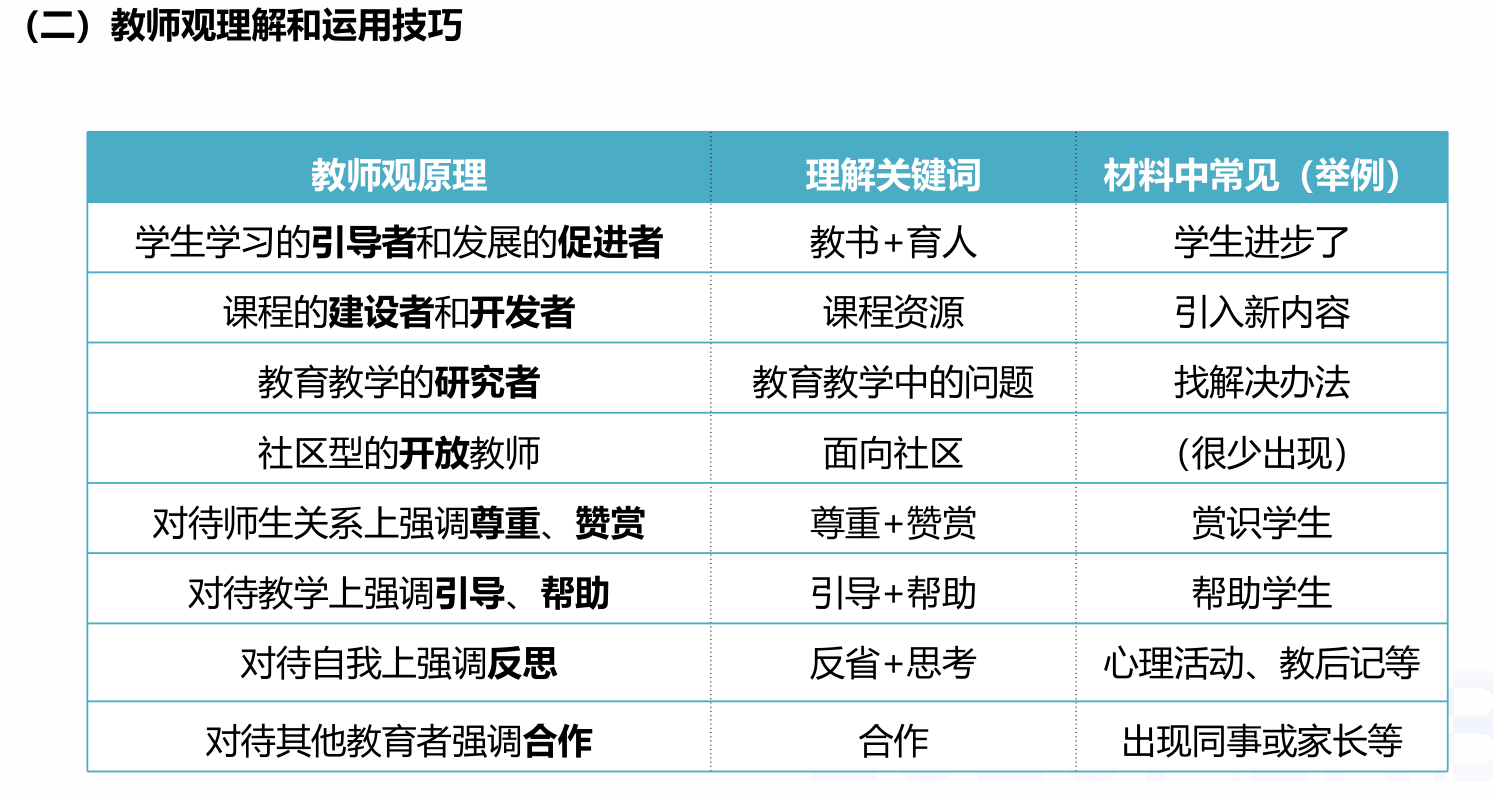 （二）教师观理解和运用技巧
教师观原理 理解关键词 材料中常见（举例）
学生学习的引导者和发展的促进者 教书+育人 学生进步了
课程的建设者和开发者 课程资源 引入新内容
教育教学的研究者 教育教学中的问题 找解决办法
社区型的开放教师 面向社区 （很少出现）
对待师生关系上强调尊重、赞赏 尊重+赞赏 赏识学生
对待教学上强调引导、帮助 引导+帮助 帮助学生
对待自我上强调反思 反省+思考 心理活动、教后记等
对待其他教育者强调合作 合作 出现同事或家长等